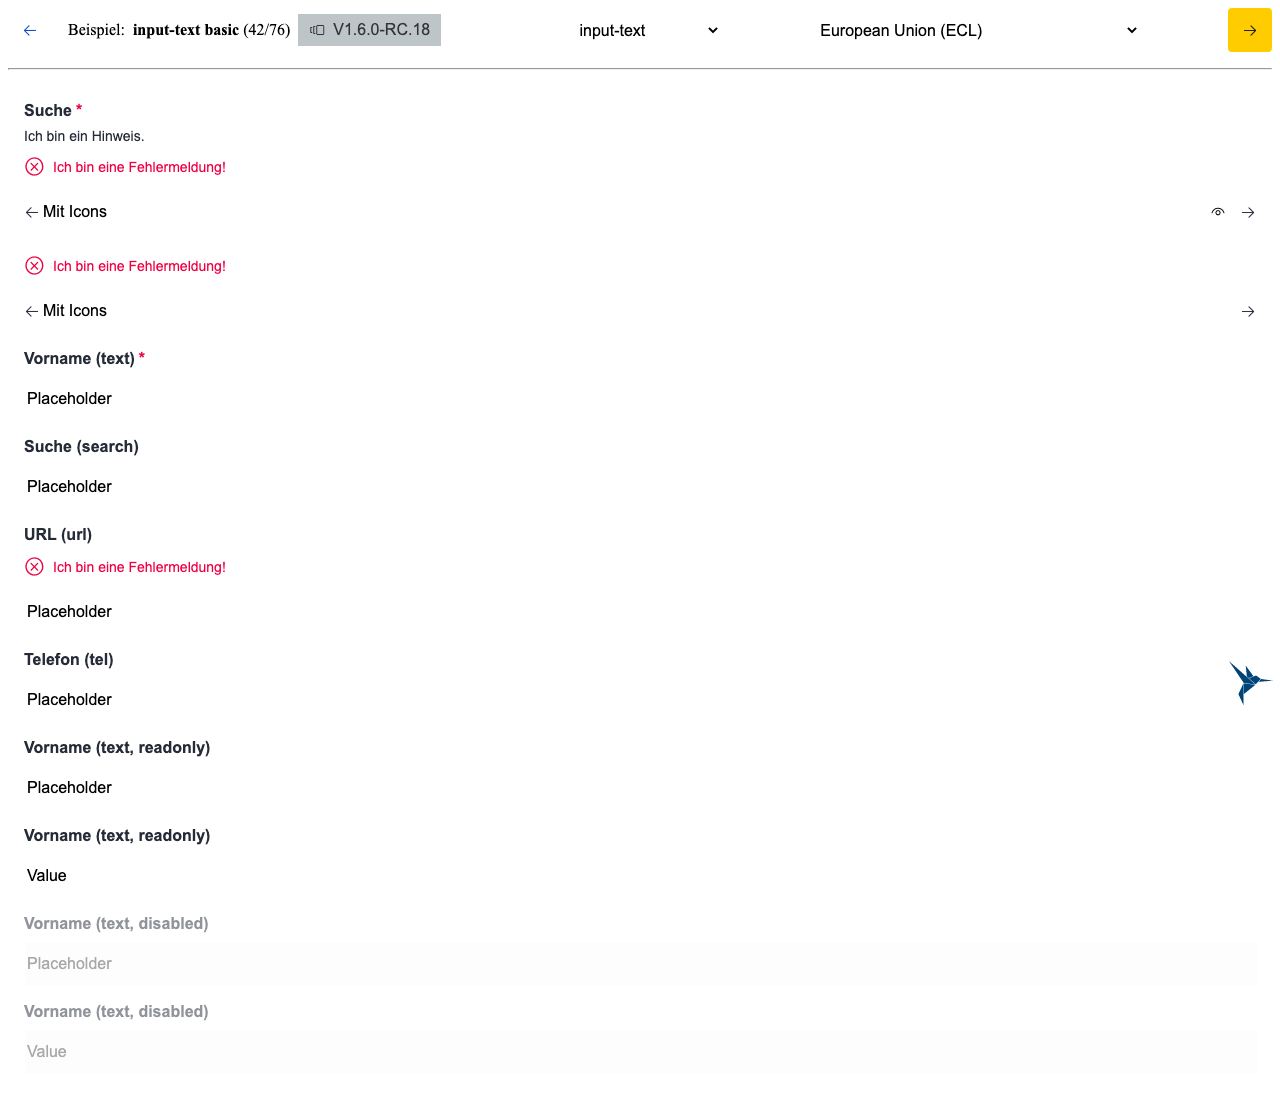 Beispiel: input-text basic (42/76) V1.6.0-RC.18 input-text European Union (ECL)
Suche *
Ich bin ein Hinweis.
Ich bin eine Fehlermeldung!
Mit Icons
Ich bin eine Fehlermeldung!
Mit Icons
Vorname (text) *
Placeholder
Suche (search)
Placeholder
URL (url)
Ich bin eine Fehlermeldung!
Placeholder
Telefon (tel)
Placeholder
Vorname (text, readonly)
Placeholder
Vorname (text, readonly)
Value
Vorname (text, disabled)
Placeholder
Vorname (text, disabled)
Value